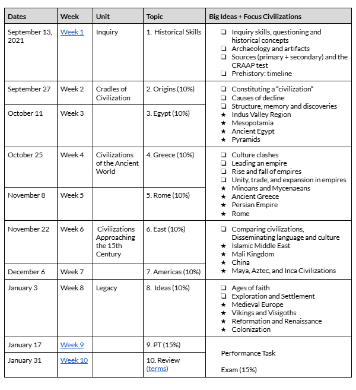 Dates Week Unit Topic Big Ideas + Focus Civilizations
September 13, 2021 Week 1 Inquiry 1. Historical Skills
❏ Inquiry skills, questioning and historical concepts
❏ Archaeology and artifacts
❏ Sources (primary + secondary) and the CRAAP test
❏ Prehistory: timeline
September 27 Week 2 Cradles of Civilization 2. Origins (10%)
October 11 Week 3 3. Egypt (10%)
❏ Constituting a "civilization"
❏ Causes of decline
❏ Structure, memory and discoveries
★ Indus Valley Region
★ Mesopotamia
★ Ancient Egypt
★ Pyramids
October 25 Week 4 Civilizations of the Ancient World 4. Greece (10%)
November 8 Week 5 5. Rome (10%)
❏ Culture clashes
❏ Leading an empire
❏ Rise and fall of empires
❏ Unity, trade, and expansion in empires
★ Minoans and Mycenaeans
★ Ancient Greece
★ Persian Empire
★ Rome
November 22 Week 6 Civilizations Approaching the 15th Century 6. East (10%)
December 6 Week 7 7. Americas (10%)
❏ Comparing civilizations, Disseminating language and culture
★ Islamic Middle East
★ Mali Kingdom
★ China
★ Maya, Aztec, and Inca Civilizations
January 3 Week 8 Legacy 8. Ideas (10%)
❏ Ages of faith
❏ Exploration and Settlement
★ Medieval Europe
★ Vikings and Visigoths
★ Reformation and Renaissance
★ Colonization
January 17 Week 9 9. PT (15%)
Performance Task
January 31 Week 10 10. Review (terms)
Exam (15%)